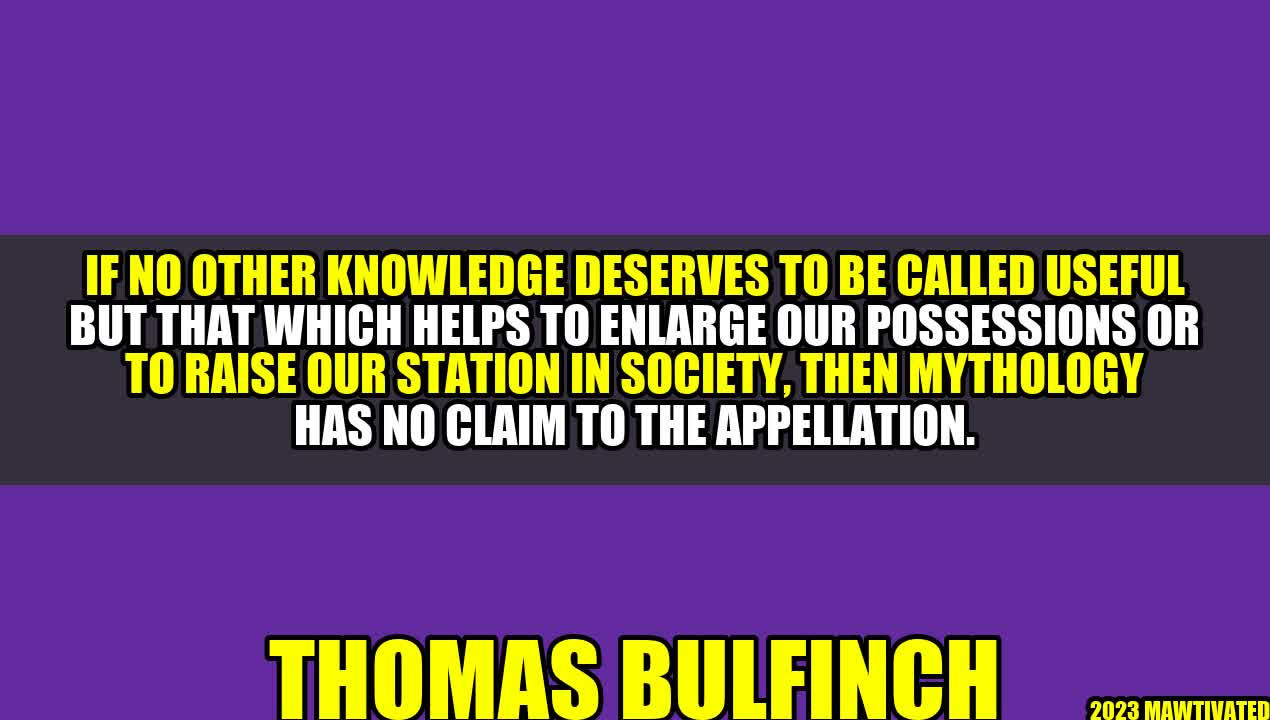 IF NO OTHER KNOWLEDGE DESERVES TO BE CALLED USEFUL
BUT THAT WHICH HELPS TO ENLARGE OUR POSSESSIONS OR
TO RAISE OUR STATION IN SOCIETY, THEN MYTHOLOGY
HAS NO CLAIM TO THE APPELLATION.
THOMAS BULFINCH
2023 MAWTIVATED